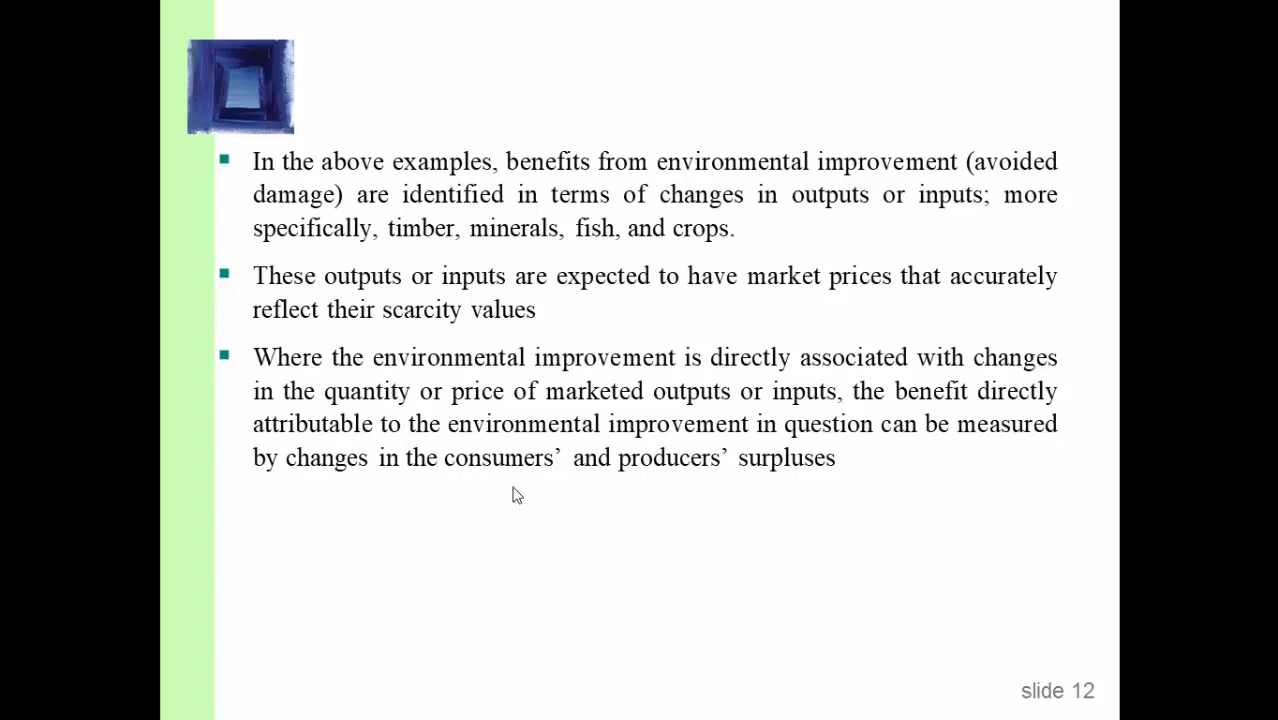 In the above examples, benefits from environmental improvement (avoided
damage) are identified in terms of changes in outputs or inputs; more
specifically, timber, minerals, fish, and crops.
These outputs or inputs are expected to have market prices that accurately
reflect their scarcity values
Where the environmental improvement is directly associated with changes
in the quantity or price of marketed outputs or inputs, the benefit directly
attributable to the environmental improvement in question can be measured
by changes in the consumers’ and producers’ surpluses
slide 12